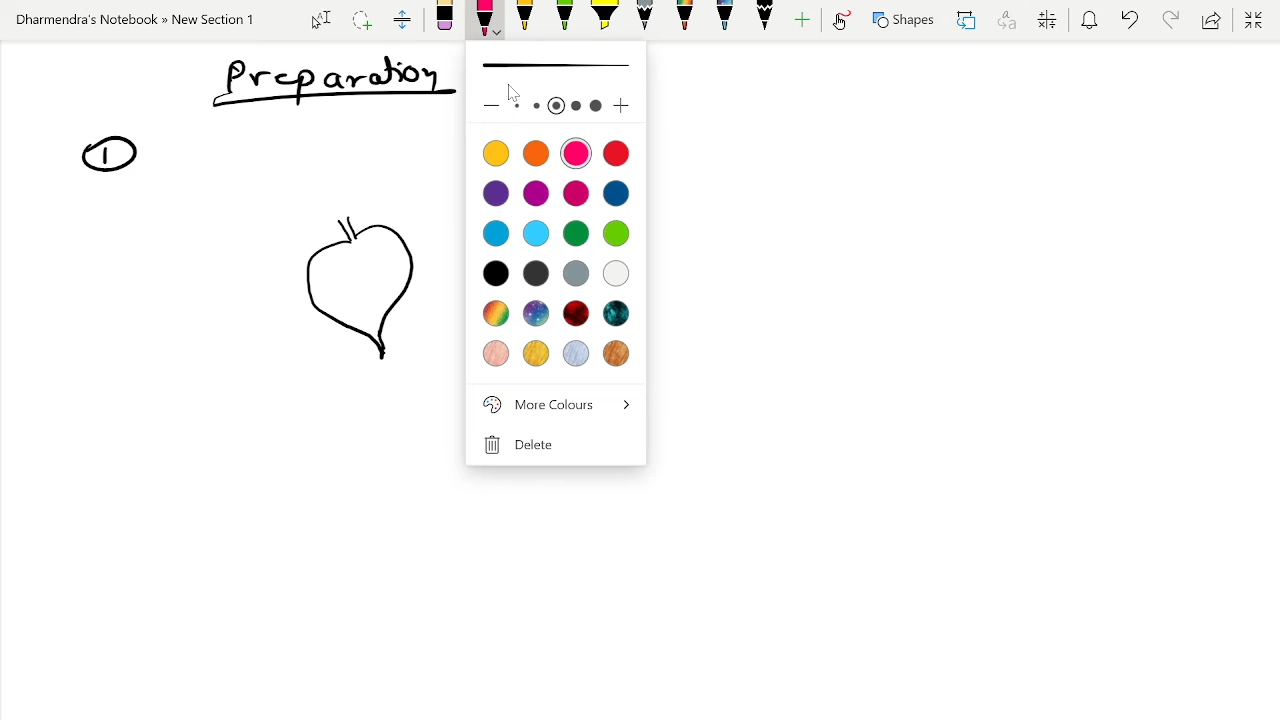 Dharmendra's Notebook » New Section 1
Shapes
Preparation
1
More Colours
Delete